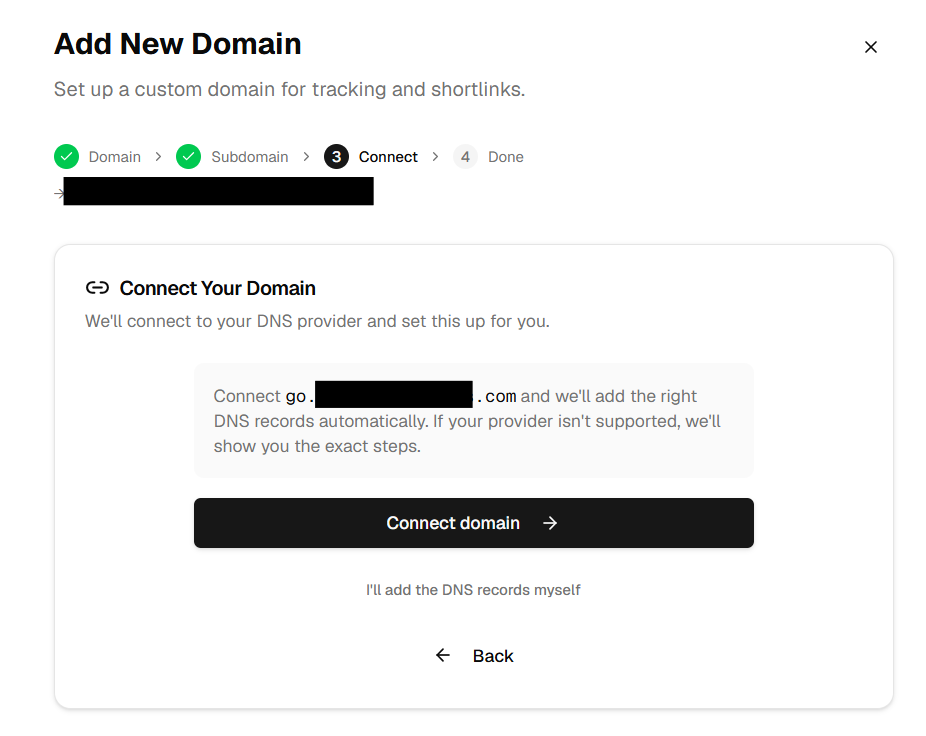 Add New Domain
Set up a custom domain for tracking and shortlinks.
Domain > Subdomain > 3 Connect > 4 Done
→
Connect Your Domain
We'll connect to your DNS provider and set this up for you.
Connect go. .com and we'll add the right
DNS records automatically. If your provider isn't supported, we'll
show you the exact steps.
Connect domain →
I'll add the DNS records myself
← Back